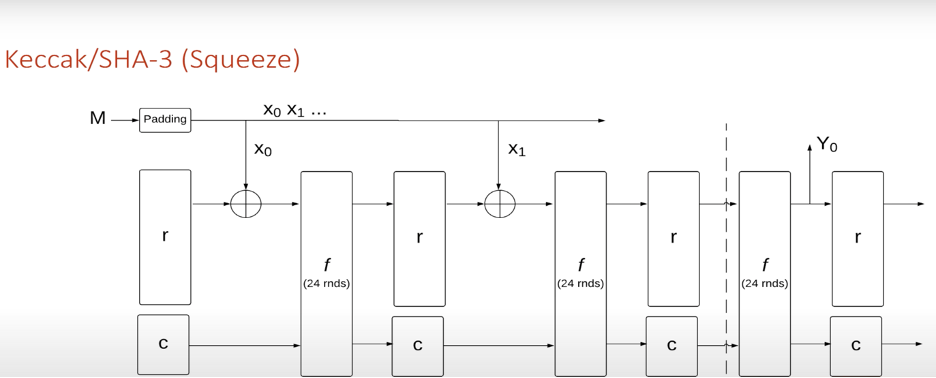 Keccak/SHA-3 (Squeeze)
M
Padding
x₀ x₁ ...
x₀
x₁
Y₀
r
f
(24 rnds)
r
f
(24 rnds)
r
f
(24 rnds)
r
c
c
c
c